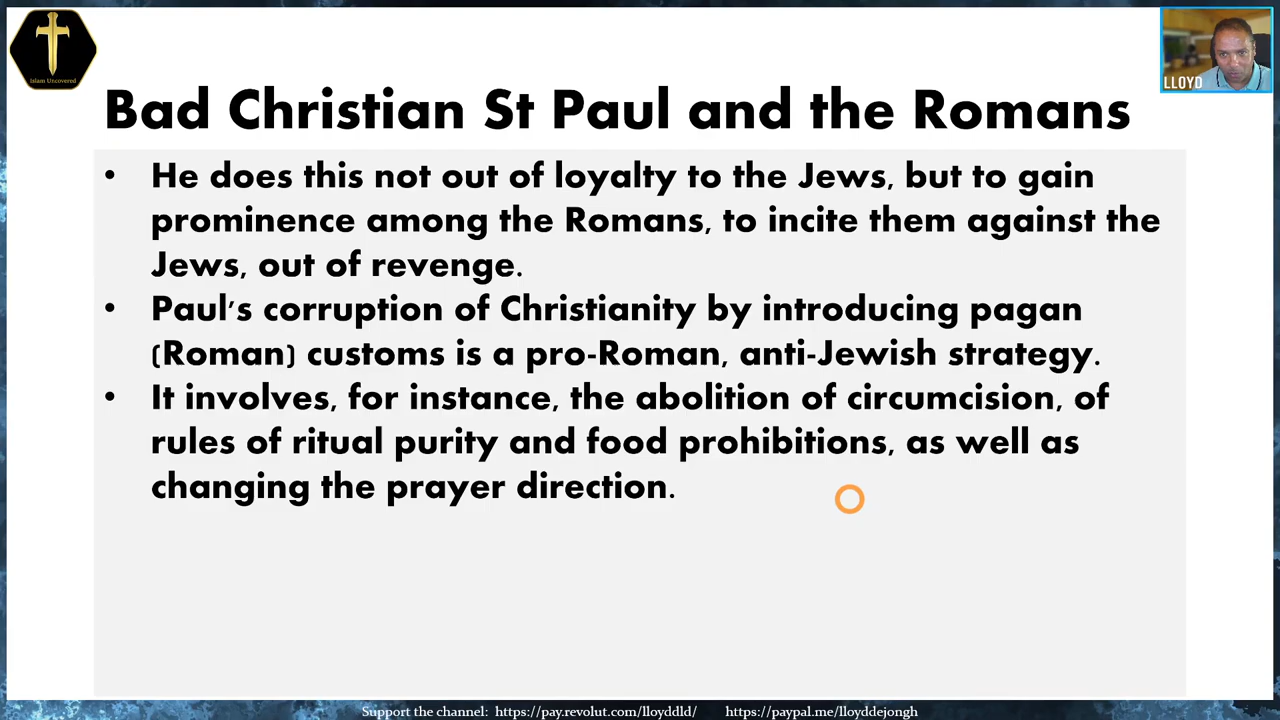 Islam Uncovered
LLOYD
Bad Christian St Paul and the Romans
• He does this not out of loyalty to the Jews, but to gain
prominence among the Romans, to incite them against the
Jews, out of revenge.
• Paul's corruption of Christianity by introducing pagan
(Roman) customs is a pro-Roman, anti-Jewish strategy.
• It involves, for instance, the abolition of circumcision, of
rules of ritual purity and food prohibitions, as well as
changing the prayer direction.
Support the channel: https://pay.revolut.com/lloyddld/ https://paypal.me/lloyddejongh